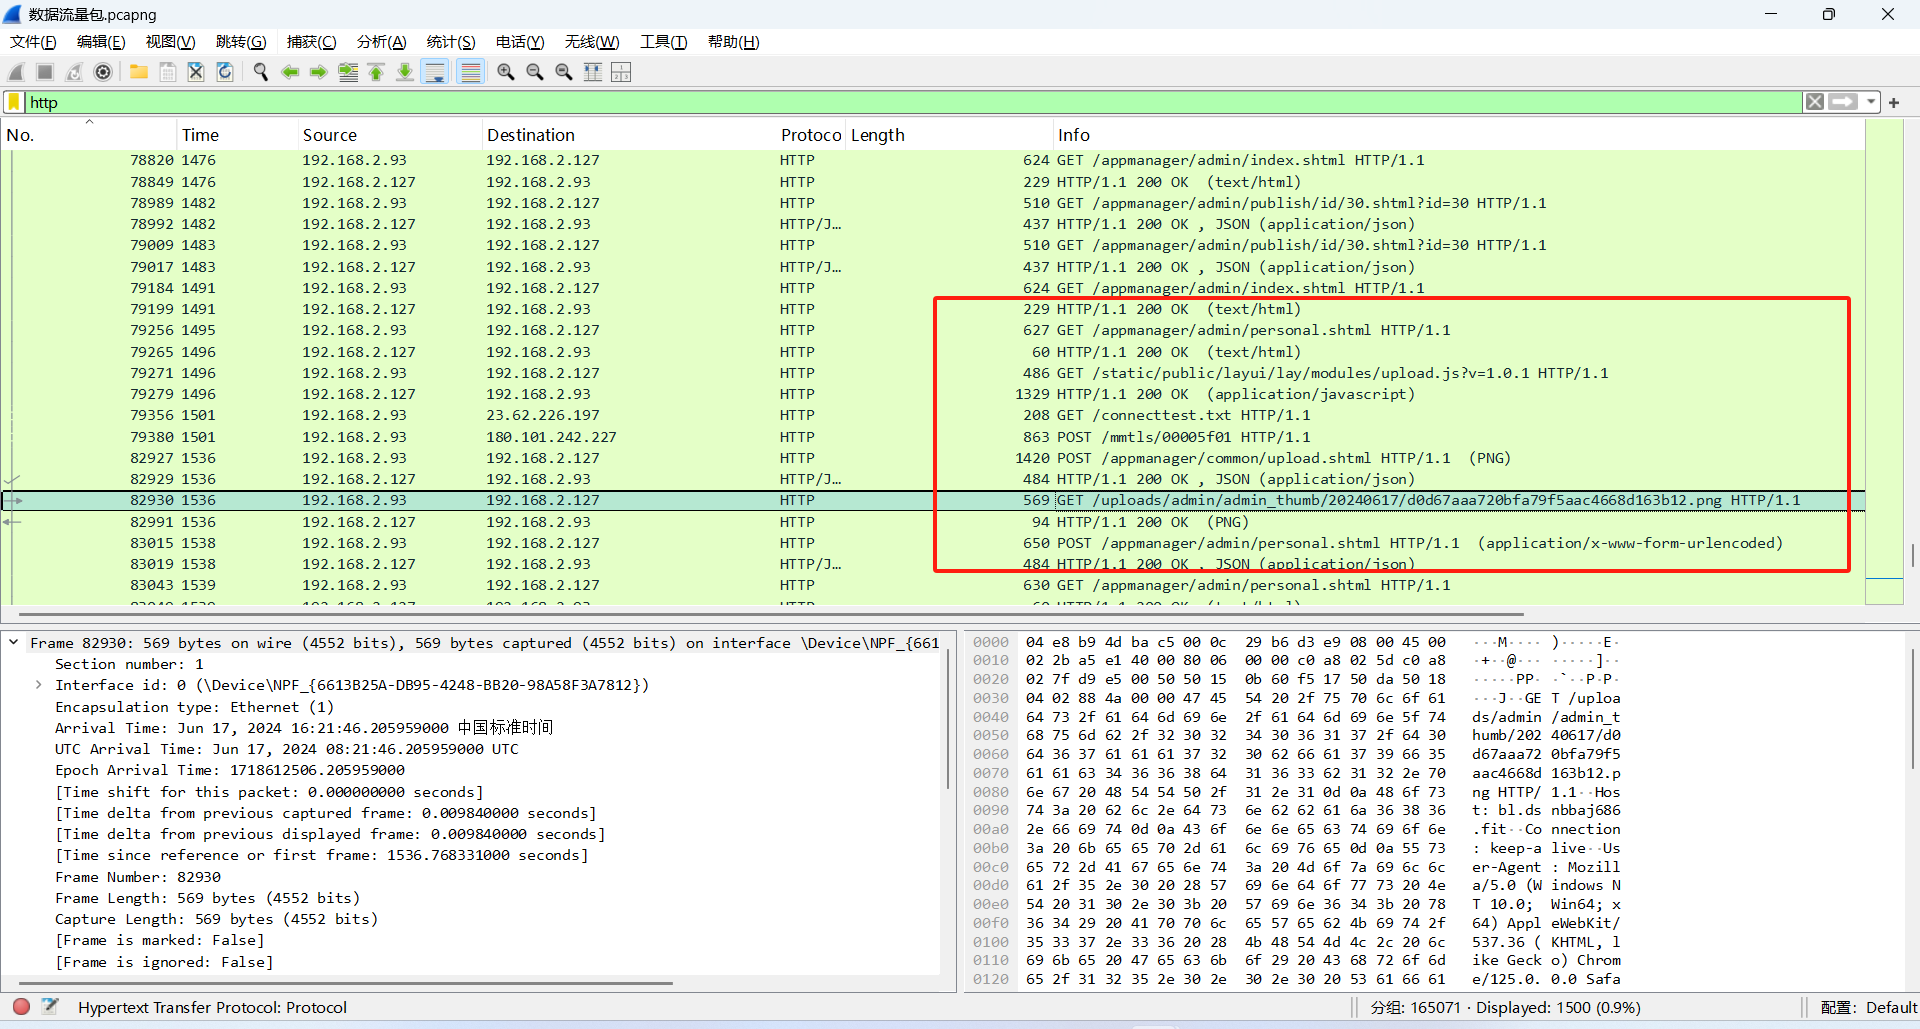 数据流量包.pcapng
文件(F) 编辑(E) 视图(V) 跳转(G) 捕获(C) 分析(A) 统计(S) 电话(Y) 无线(W) 工具(T) 帮助(H)
http
No. Time Source Destination Protoco Length Info
78820 1476 192.168.2.93 192.168.2.127 HTTP 624 GET /appmanager/admin/index.shtml HTTP/1.1
78849 1476 192.168.2.127 192.168.2.93 HTTP 229 HTTP/1.1 200 OK (text/html)
78989 1482 192.168.2.93 192.168.2.127 HTTP 510 GET /appmanager/admin/publish/id/30.shtml?id=30 HTTP/1.1
78992 1482 192.168.2.127 192.168.2.93 HTTP/J… 437 HTTP/1.1 200 OK , JSON (application/json)
79009 1483 192.168.2.93 192.168.2.127 HTTP 510 GET /appmanager/admin/publish/id/30.shtml?id=30 HTTP/1.1
79017 1483 192.168.2.127 192.168.2.93 HTTP/J… 437 HTTP/1.1 200 OK , JSON (application/json)
79184 1491 192.168.2.93 192.168.2.127 HTTP 624 GET /appmanager/admin/index.shtml HTTP/1.1
79199 1491 192.168.2.127 192.168.2.93 HTTP 229 HTTP/1.1 200 OK (text/html)
79256 1495 192.168.2.93 192.168.2.127 HTTP 627 GET /appmanager/admin/personal.shtml HTTP/1.1
79265 1496 192.168.2.127 192.168.2.93 HTTP 60 HTTP/1.1 200 OK (text/html)
79271 1496 192.168.2.93 192.168.2.127 HTTP 486 GET /static/public/layui/lay/modules/upload.js?v=1.0.1 HTTP/1.1
79279 1496 192.168.2.127 192.168.2.93 HTTP 1329 HTTP/1.1 200 OK (application/javascript)
79356 1501 192.168.2.93 23.62.226.197 HTTP 208 GET /connecttest.txt HTTP/1.1
79380 1501 192.168.2.93 180.101.242.227 HTTP 863 POST /mmtls/00005f01 HTTP/1.1
82927 1536 192.168.2.93 192.168.2.127 HTTP 1420 POST /appmanager/common/upload.shtml HTTP/1.1 (PNG)
82929 1536 192.168.2.127 192.168.2.93 HTTP/J… 484 HTTP/1.1 200 OK , JSON (application/json)
82930 1536 192.168.2.93 192.168.2.127 HTTP 569 GET /uploads/admin/admin_thumb/20240617/d0d67aaa720bfa79f5aac4668d163b12.png HTTP/1.1
82991 1536 192.168.2.127 192.168.2.93 HTTP 94 HTTP/1.1 200 OK (PNG)
83015 1538 192.168.2.93 192.168.2.127 HTTP 650 POST /appmanager/admin/personal.shtml HTTP/1.1 (application/x-www-form-urlencoded)
83019 1538 192.168.2.127 192.168.2.93 HTTP/J… 484 HTTP/1.1 200 OK , JSON (application/json)
83043 1539 192.168.2.93 192.168.2.127 HTTP 630 GET /appmanager/admin/personal.shtml HTTP/1.1
Frame 82930: 569 bytes on wire (4552 bits), 569 bytes captured (4552 bits) on interface \Device\NPF_{661
Section number: 1
Interface id: 0 (\Device\NPF_{6613B25A-DB95-4248-BB20-98A58F3A7812})
Encapsulation type: Ethernet (1)
Arrival Time: Jun 17, 2024 16:21:46.205959000 中国标准时间
UTC Arrival Time: Jun 17, 2024 08:21:46.205959000 UTC
Epoch Arrival Time: 1718612506.205959000
[Time shift for this packet: 0.000000000 seconds]
[Time delta from previous captured frame: 0.009840000 seconds]
[Time delta from previous displayed frame: 0.009840000 seconds]
[Time since reference or first frame: 1536.768331000 seconds]
Frame Number: 82930
Frame Length: 569 bytes (4552 bits)
Capture Length: 569 bytes (4552 bits)
[Frame is marked: False]
[Frame is ignored: False]
0000 04 e8 b9 4d ba c5 00 0c 29 b6 d3 e9 08 00 45 00 ···M···· )·····E·
0010 02 2b a5 e1 40 00 80 06 00 00 c0 a8 02 5d c0 a8 ·+··@··· ·····]··
0020 02 7f d9 e5 00 50 50 15 0b 60 f5 17 50 da 50 18 ·····PP· ·`··P·P·
0030 04 02 88 4a 00 00 47 45 54 20 2f 75 70 6c 6f 61 ···J··GE T /uploa
0040 64 73 2f 61 64 6d 69 6e 2f 61 64 6d 69 6e 5f 74 ds/admin /admin_t
0050 68 75 6d 62 2f 32 30 32 34 30 36 31 37 2f 64 30 humb/202 40617/d0
0060 64 36 37 61 61 61 37 32 30 62 66 61 37 39 66 35 d67aaa72 0bfa79f5
0070 61 61 63 34 36 36 38 64 31 36 33 62 31 32 2e 70 aac4668d 163b12.p
0080 6e 67 20 48 54 54 50 2f 31 2e 31 0d 0a 48 6f 73 ng HTTP/ 1.1··Hos
0090 74 3a 20 62 6c 2e 64 73 6e 62 62 61 6a 36 38 36 t: bl.ds nbbaj686
00a0 2e 66 69 74 0d 0a 43 6f 6e 6e 65 63 74 69 6f 6e .fit··Co nnection
00b0 3a 20 6b 65 65 70 2d 61 6c 69 76 65 0d 0a 55 73 : keep-a live··Us
00c0 65 72 2d 41 67 65 6e 74 3a 20 4d 6f 7a 69 6c 6c er-Agent : Mozill
00d0 61 2f 35 2e 30 20 28 57 69 6e 64 6f 77 73 20 4e a/5.0 (W indows N
00e0 54 20 31 30 2e 30 3b 20 57 69 6e 36 34 3b 20 78 T 10.0; Win64; x
00f0 36 34 29 20 41 70 70 6c 65 57 65 62 4b 69 74 2f 64) Appl eWebKit/
0100 35 33 37 2e 33 36 20 28 4b 48 54 4d 4c 2c 20 6c 537.36 ( KHTML, l
0110 69 6b 65 20 47 65 63 6b 6f 29 20 43 68 72 6f 6d ike Geck o) Chrom
0120 65 2f 31 32 35 2e 30 2e 30 2e 30 20 53 61 66 61 e/125.0. 0.0 Safa
Hypertext Transfer Protocol: Protocol 分组: 165071 · Displayed: 1500 (0.9%) 配置: Default